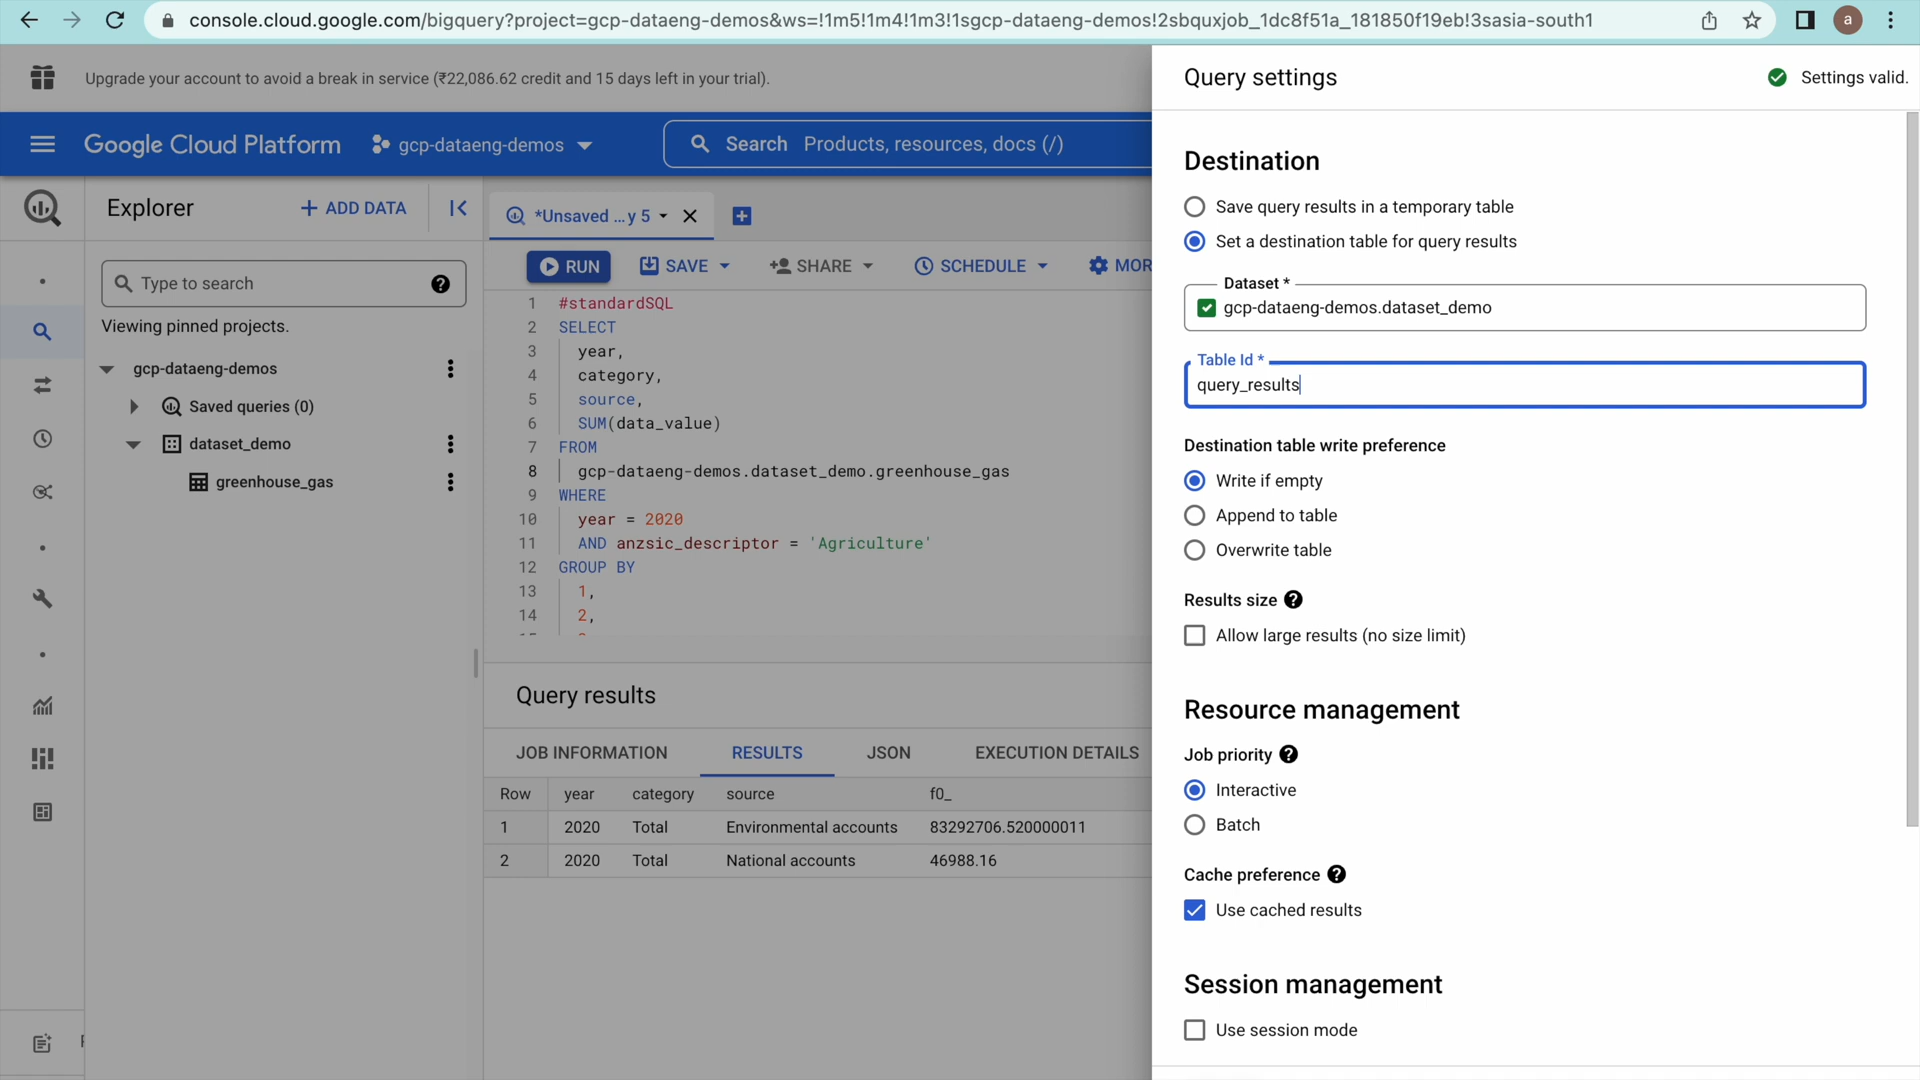 console.cloud.google.com/bigquery?project=gcp-dataeng-demos&ws=!1m5!1m4!1m3!1sgcp-dataeng-demos!2sbquxjob_1dc8f51a_181850f19eb!3sasia-south1
a
Upgrade your account to avoid a break in service (₹22,086.62 credit and 15 days left in your trial).
Google Cloud Platform
gcp-dataeng-demos
Search Products, resources, docs (/)
Explorer
+ ADD DATA
Type to search
Viewing pinned projects.
gcp-dataeng-demos
Saved queries (0)
dataset_demo
greenhouse_gas
*Unsaved ...y 5
RUN
SAVE
SHARE
SCHEDULE
MOR
1 #standardSQL
2 SELECT
3 year,
4 category,
5 source,
6 SUM(data_value)
7 FROM
8 gcp-dataeng-demos.dataset_demo.greenhouse_gas
9 WHERE
10 year = 2020
11 AND anzsic_descriptor = 'Agriculture'
12 GROUP BY
13 1,
14 2,
Query results
JOB INFORMATION RESULTS JSON EXECUTION DETAILS
Row year category source f0_
1 2020 Total Environmental accounts 83292706.520000011
2 2020 Total National accounts 46988.16
Query settings
Settings valid.
Destination
Save query results in a temporary table
Set a destination table for query results
Dataset *
gcp-dataeng-demos.dataset_demo
Table Id *
query_results
Destination table write preference
Write if empty
Append to table
Overwrite table
Results size
Allow large results (no size limit)
Resource management
Job priority
Interactive
Batch
Cache preference
Use cached results
Session management
Use session mode